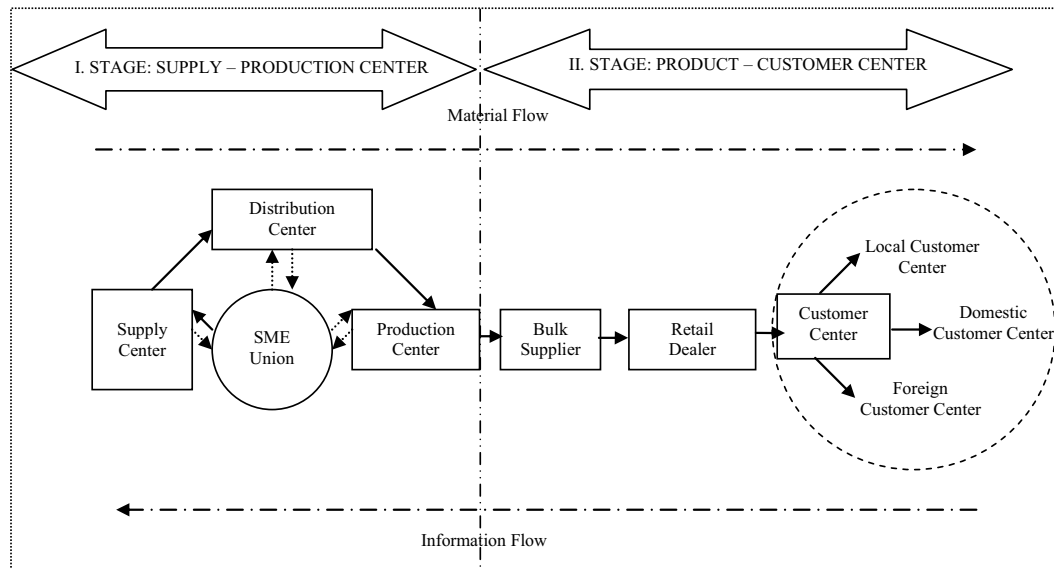 I. STAGE: SUPPLY – PRODUCTION CENTER
II. STAGE: PRODUCT – CUSTOMER CENTER
Material Flow
Distribution
Center
Supply
Center
SME
Union
Production
Center
Bulk
Supplier
Retail
Dealer
Customer
Center
Local Customer
Center
Domestic
Customer Center
Foreign
Customer Center
Information Flow